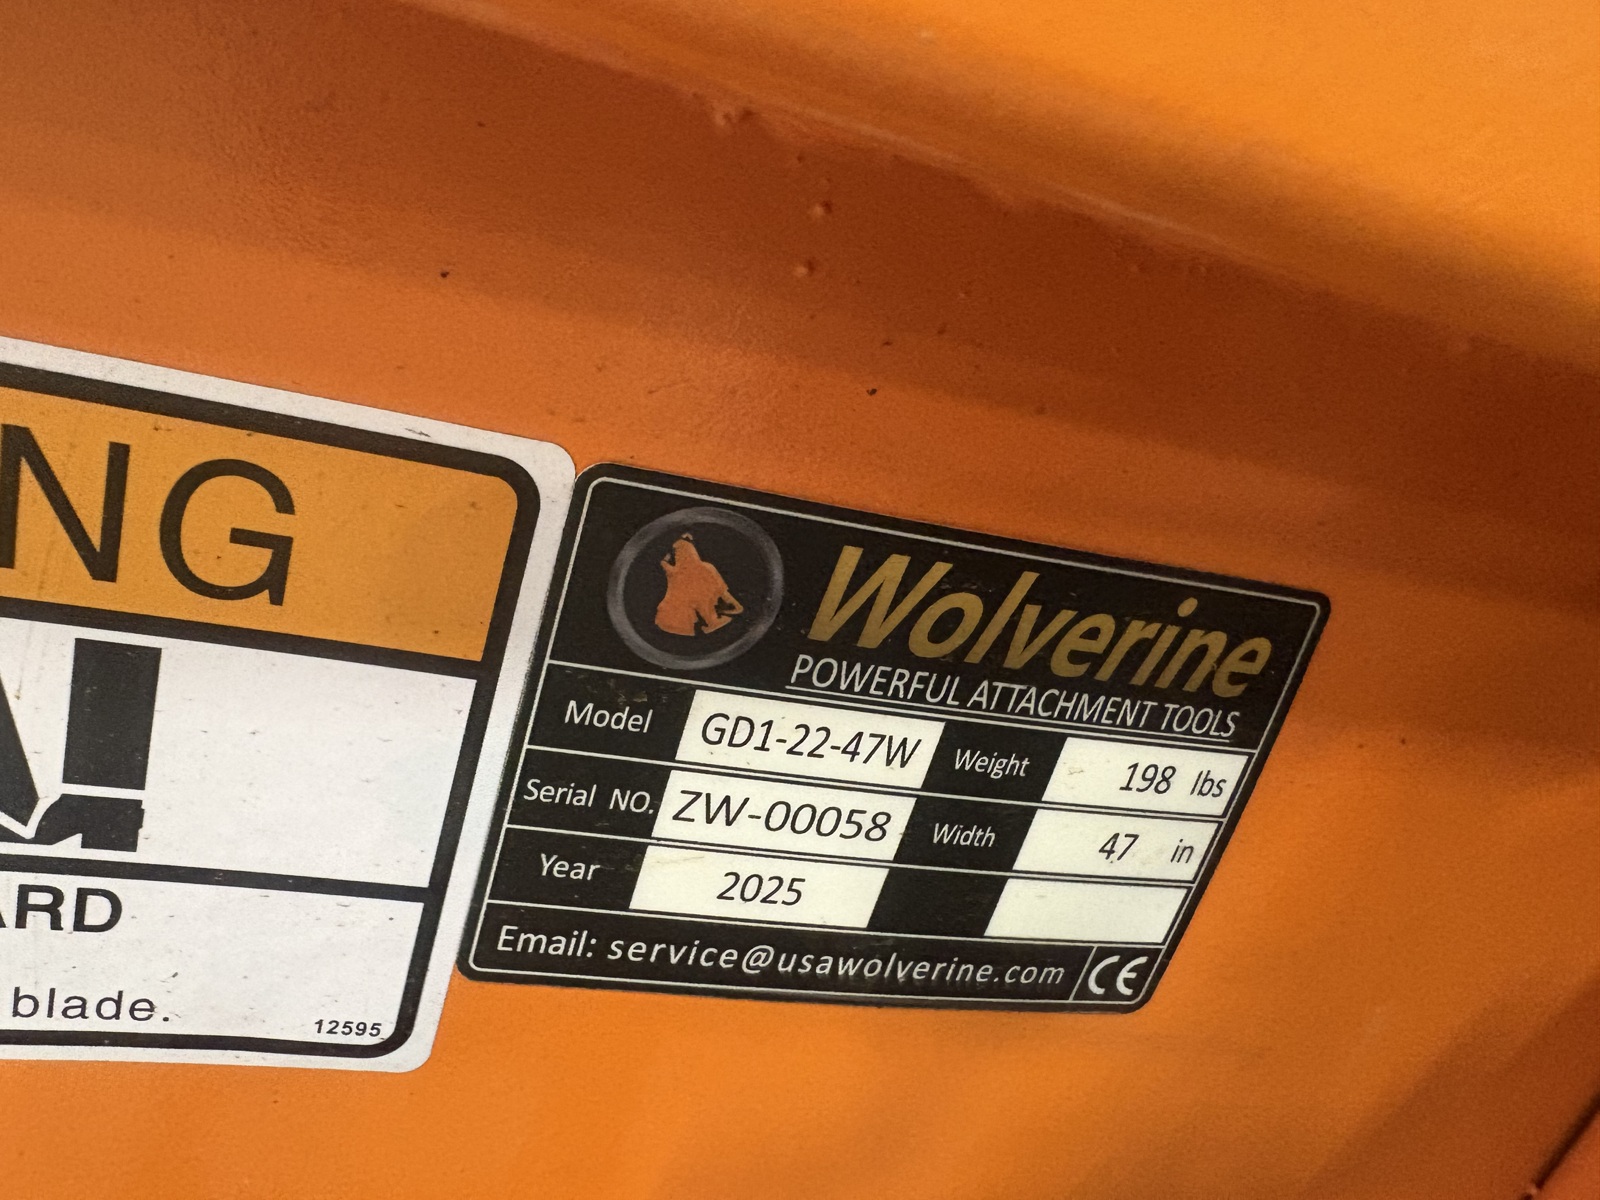 NG
ARD
blade.
12595
Wolverine
POWERFUL ATTACHMENT TOOLS
Model GD1-22-47W Weight 198 lbs
Serial NO. ZW-00058 Width 47 in
Year 2025
Email: service@usawolverine.com CE